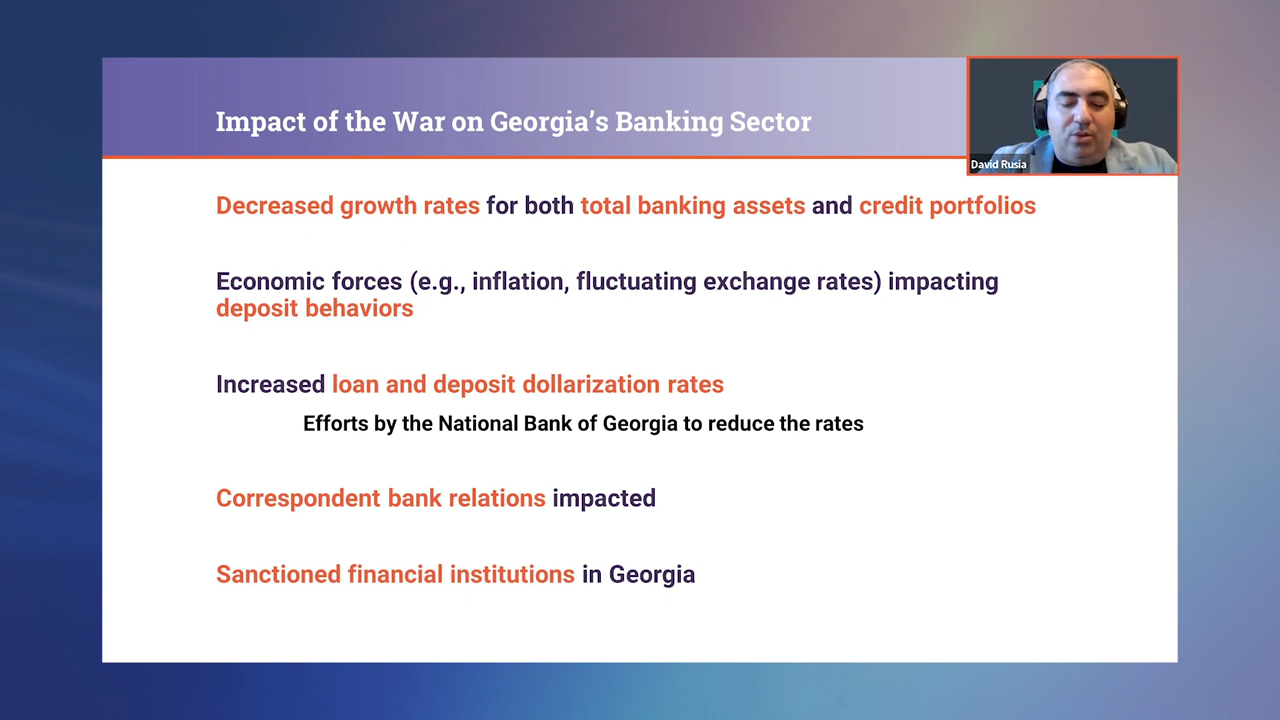 Impact of the War on Georgia's Banking Sector
David Rusia
Decreased growth rates for both total banking assets and credit portfolios
Economic forces (e.g., inflation, fluctuating exchange rates) impacting
deposit behaviors
Increased loan and deposit dollarization rates
Efforts by the National Bank of Georgia to reduce the rates
Correspondent bank relations impacted
Sanctioned financial institutions in Georgia